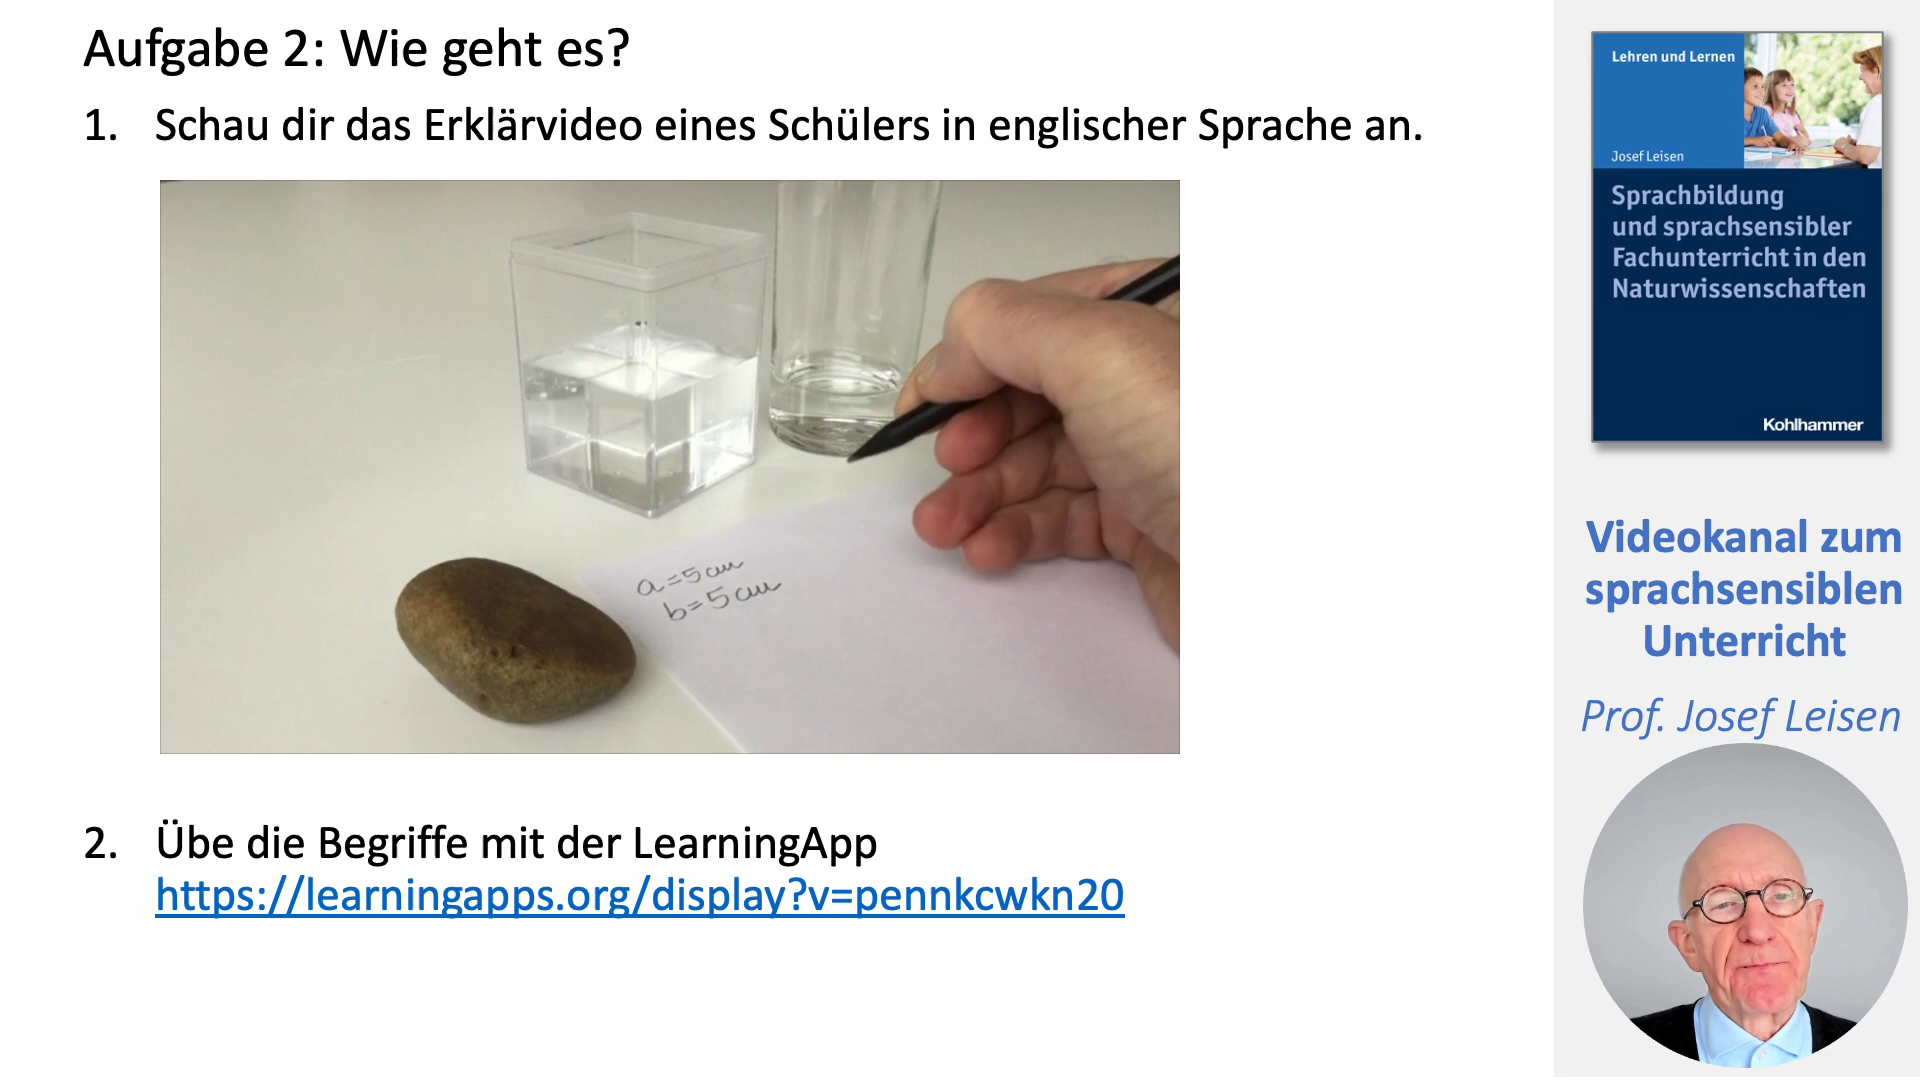 Aufgabe 2: Wie geht es?
1. Schau dir das Erklärvideo eines Schülers in englischer Sprache an.
a=5cm
b=5cm
2. Übe die Begriffe mit der LearningApp
https://learningapps.org/display?v=pennkcwkn20
Lehren und Lernen
Josef Leisen
Sprachbildung
und sprachsensibler
Fachunterricht in den
Naturwissenschaften
Kohlhammer
Videokanal zum
sprachsensiblen
Unterricht
Prof. Josef Leisen